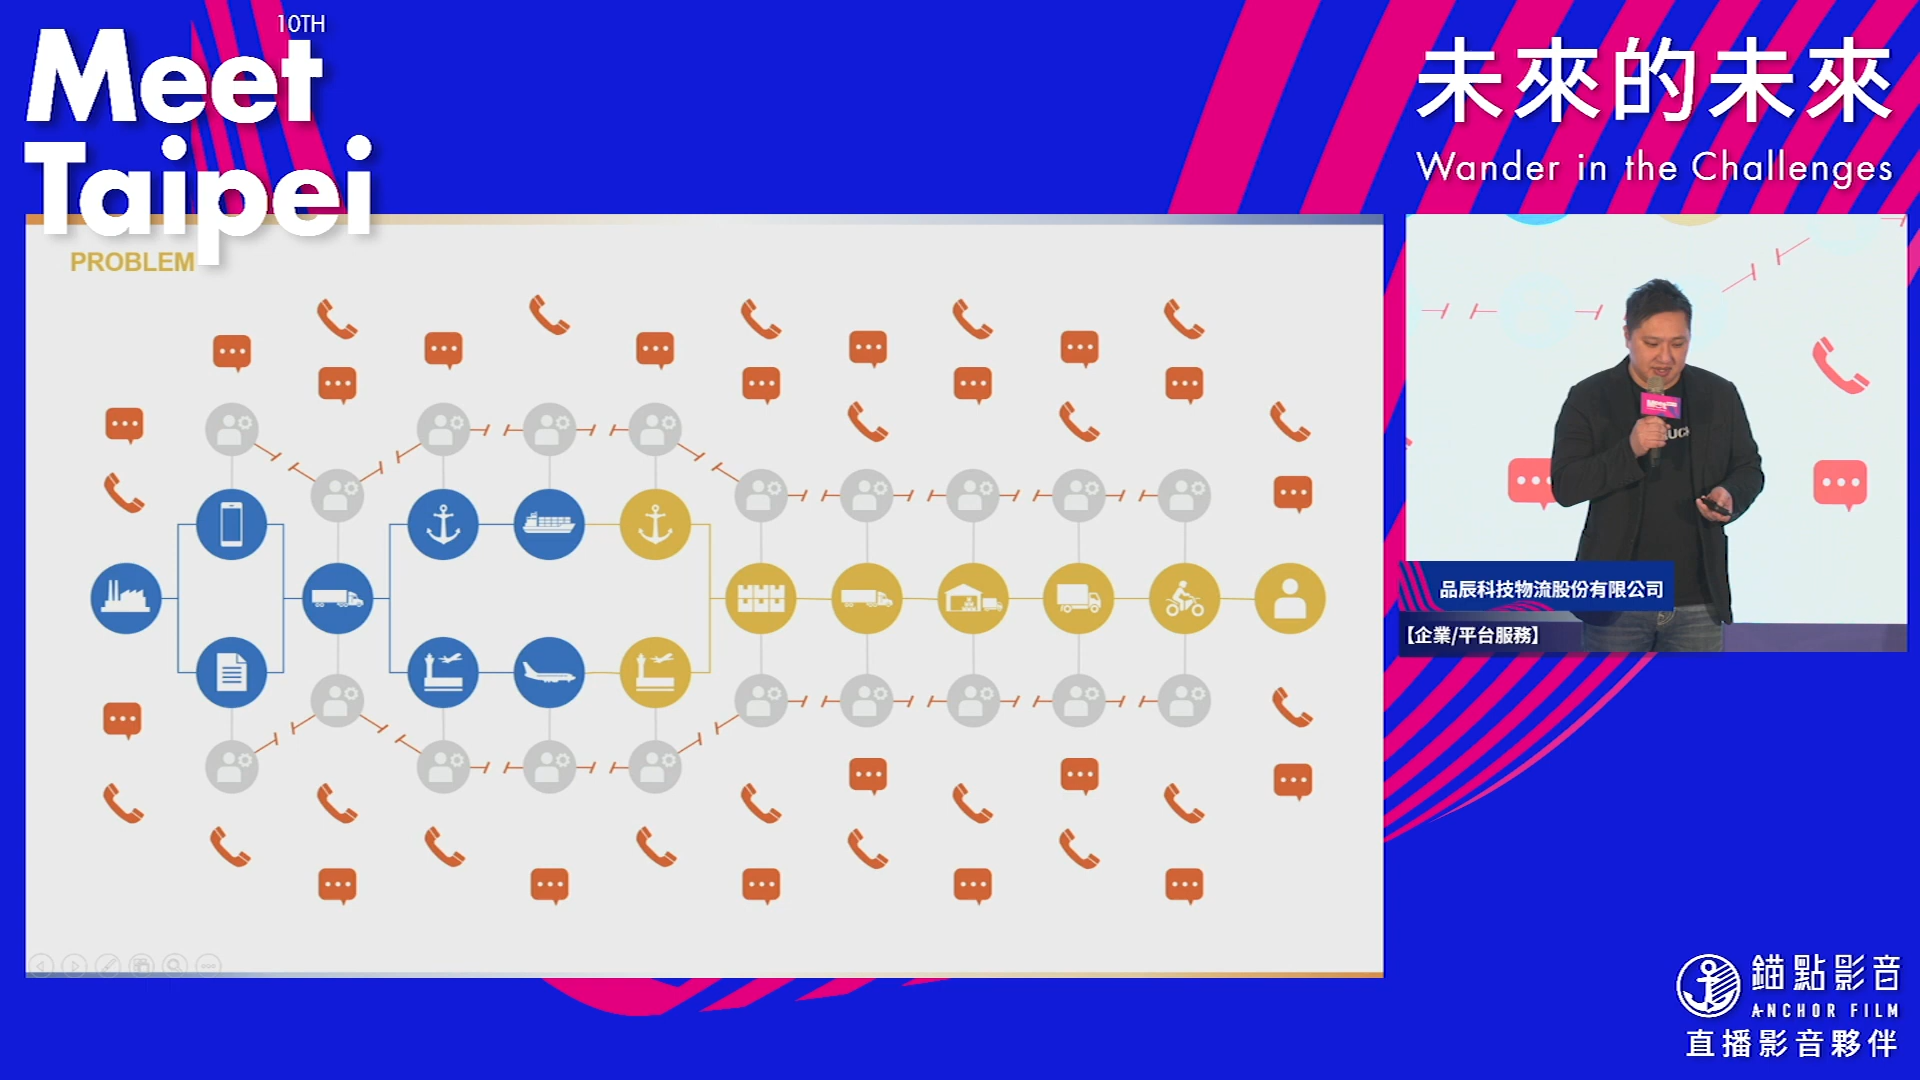 10TH
Meet
Taipei
未來的未來
Wander in the Challenges
PROBLEM
品辰科技物流股份有限公司
【企業/平台服務】
錨點影音
ANCHOR FILM
直播影音夥伴